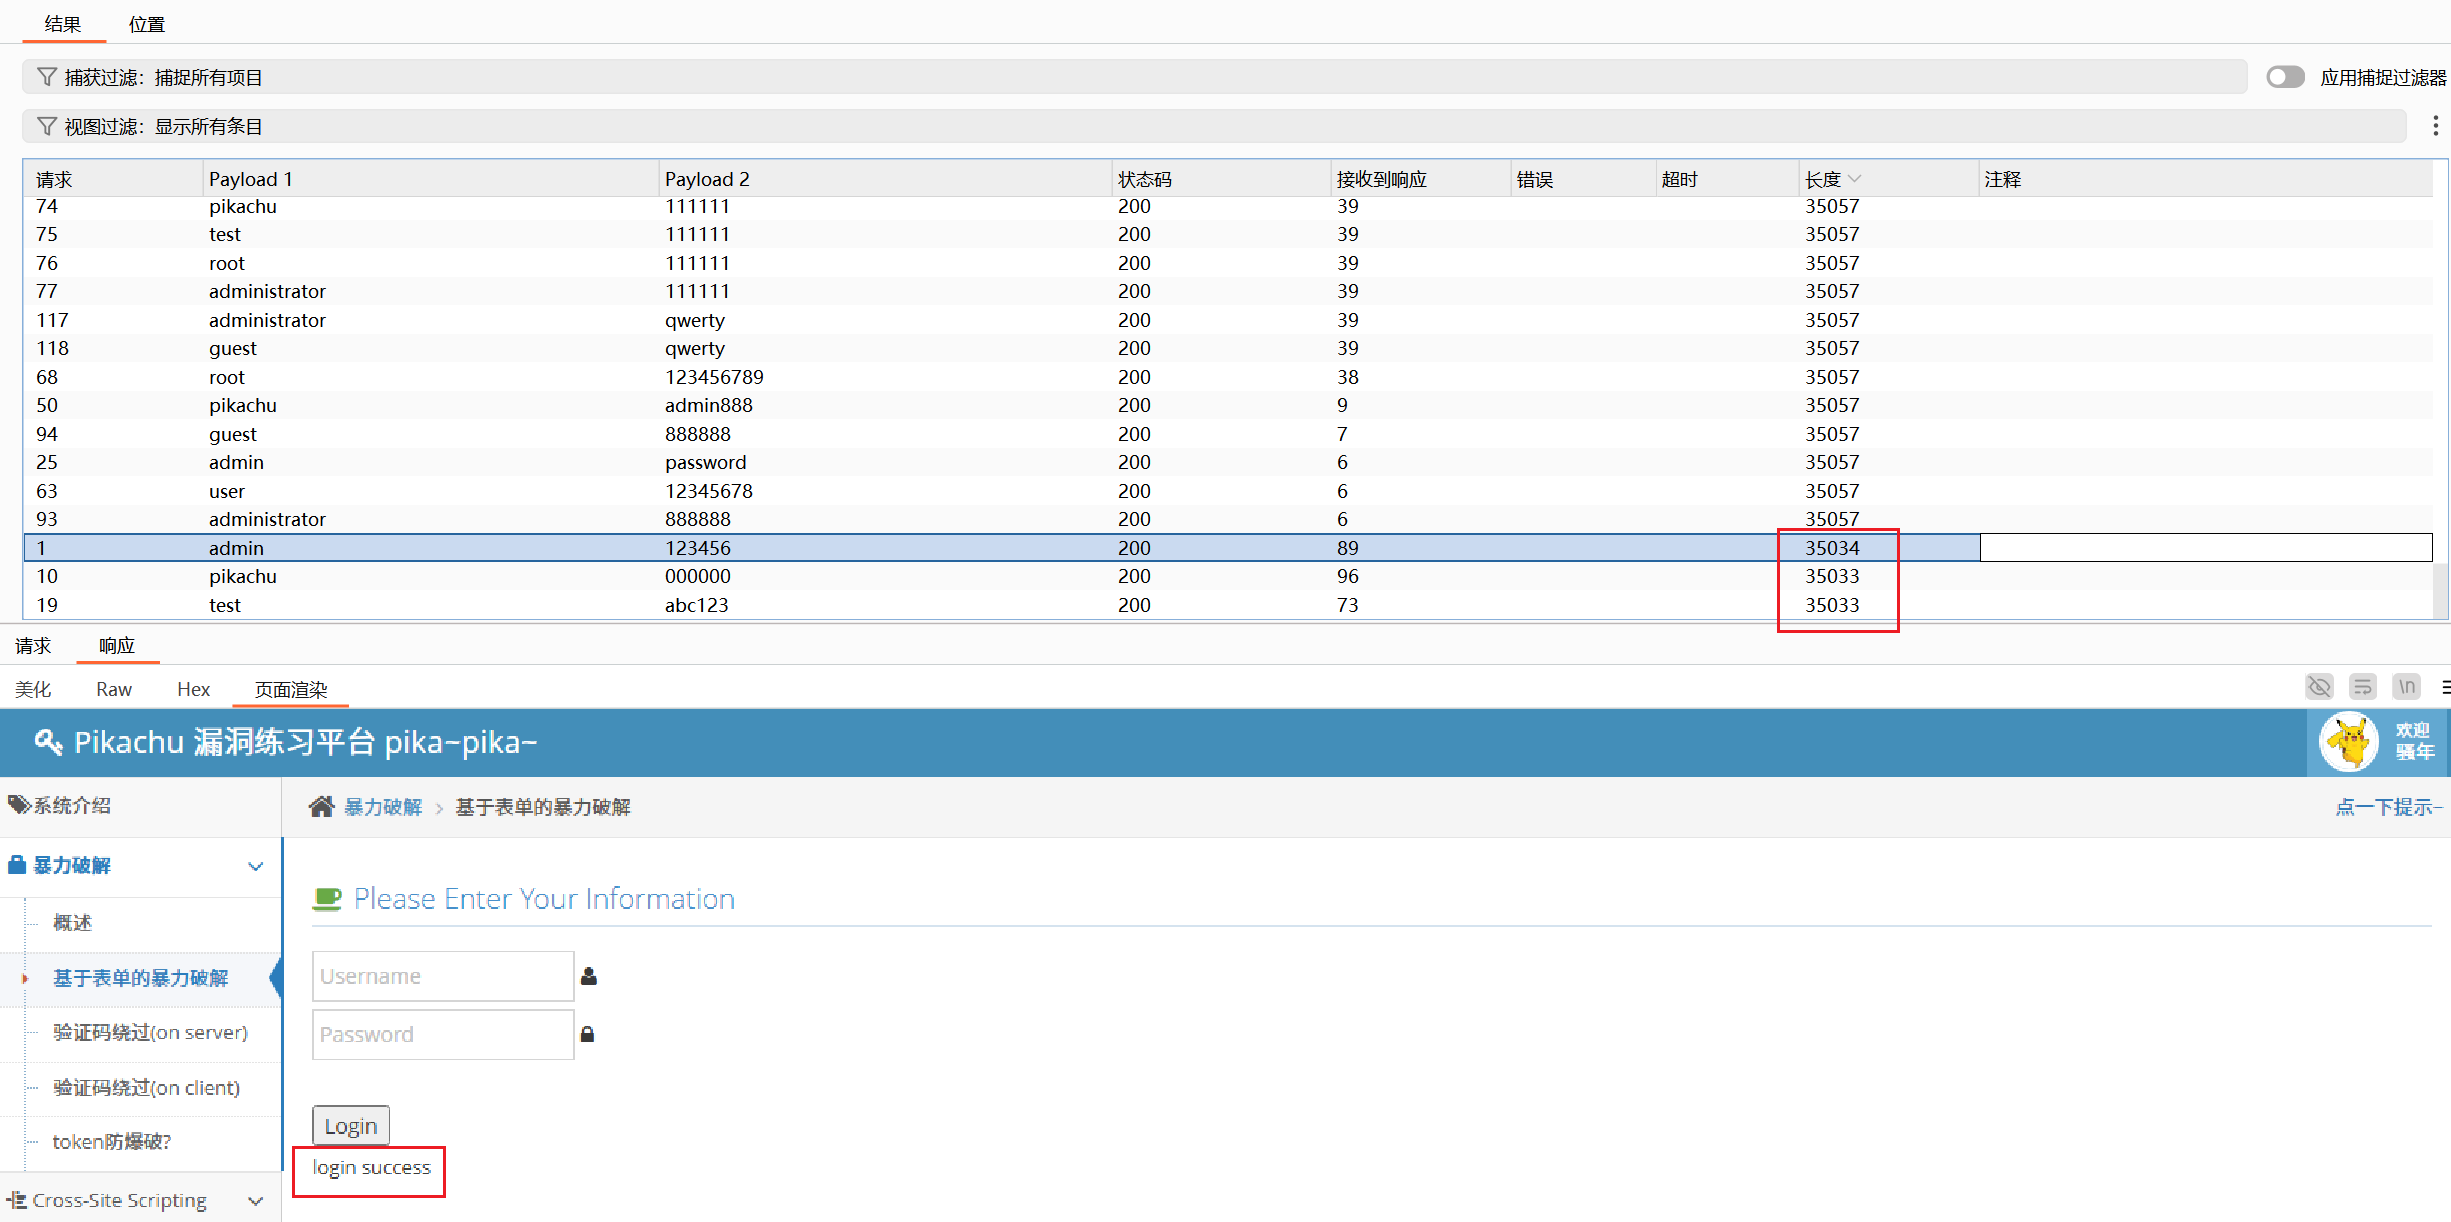 结果 位置
捕获过滤：捕捉所有项目 应用捕捉过滤器
视图过滤：显示所有条目
请求 Payload 1 Payload 2 状态码 接收到响应 错误 超时 长度 注释
74 pikachu 111111 200 39 35057
75 test 111111 200 39 35057
76 root 111111 200 39 35057
77 administrator 111111 200 39 35057
117 administrator qwerty 200 39 35057
118 guest qwerty 200 39 35057
68 root 123456789 200 38 35057
50 pikachu admin888 200 9 35057
94 guest 888888 200 7 35057
25 admin password 200 6 35057
63 user 12345678 200 6 35057
93 administrator 888888 200 6 35057
1 admin 123456 200 89 35034
10 pikachu 000000 200 96 35033
19 test abc123 200 73 35033
请求 响应
美化 Raw Hex 页面渲染 \n
Pikachu 漏洞练习平台 pika~pika~ 欢迎
骚年
系统介绍 暴力破解 > 基于表单的暴力破解 点一下提示~
暴力破解
概述
基于表单的暴力破解
验证码绕过(on server)
验证码绕过(on client)
token防爆破?
Cross-Site Scripting
Please Enter Your Information
Username
Password
Login
login success